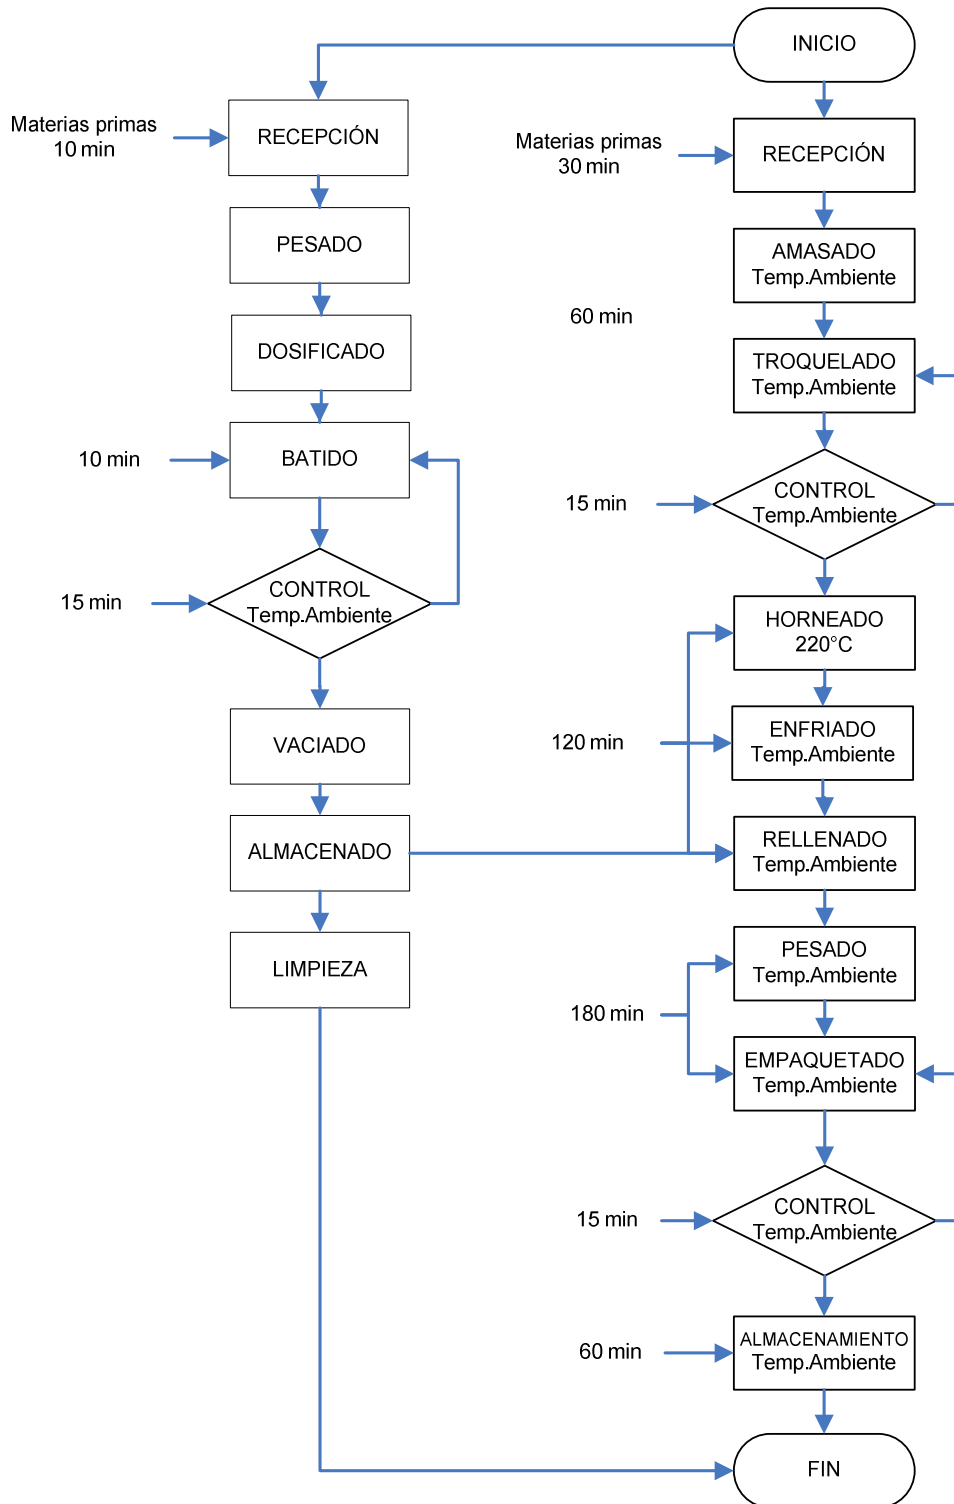 INICIO
Materias primas
10 min
RECEPCIÓN
PESADO
DOSIFICADO
10 min
BATIDO
15 min
CONTROL
Temp.Ambiente
VACIADO
ALMACENADO
LIMPIEZA
Materias primas
30 min
RECEPCIÓN
AMASADO
Temp.Ambiente
60 min
TROQUELADO
Temp.Ambiente
15 min
CONTROL
Temp.Ambiente
HORNEADO
220°C
120 min
ENFRIADO
Temp.Ambiente
RELLENADO
Temp.Ambiente
PESADO
Temp.Ambiente
180 min
EMPAQUETADO
Temp.Ambiente
15 min
CONTROL
Temp.Ambiente
60 min
ALMACENAMIENTO
Temp.Ambiente
FIN